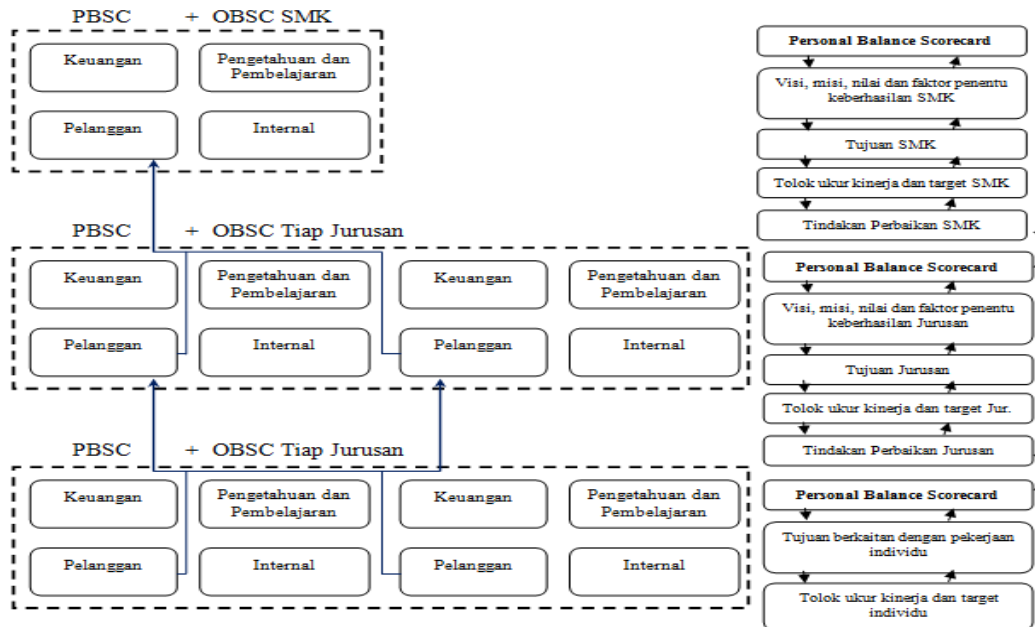 PBSC + OBSC SMK
Keuangan
Pengetahuan dan
Pembelajaran
Pelanggan
Internal
PBSC + OBSC Tiap Jurusan
Keuangan
Pengetahuan dan
Pembelajaran
Keuangan
Pengetahuan dan
Pembelajaran
Pelanggan
Internal
Pelanggan
Internal
PBSC + OBSC Tiap Jurusan
Keuangan
Pengetahuan dan
Pembelajaran
Keuangan
Pengetahuan dan
Pembelajaran
Pelanggan
Internal
Pelanggan
Internal
Personal Balance Scorecard
Visi, misi, nilai dan faktor penentu
keberhasilan SMK
Tujuan SMK
Tolok ukur kinerja dan target SMK
Tindakan Perbaikan SMK
Personal Balance Scorecard
Visi, misi, nilai dan faktor penentu
keberhasilan Jurusan
Tujuan Jurusan
Tolok ukur kinerja dan target Jur.
Tindakan Perbaikan Jurusan
Personal Balance Scorecard
Tujuan berkaitan dengan pekerjaan
individu
Tolok ukur kinerja dan target
individu